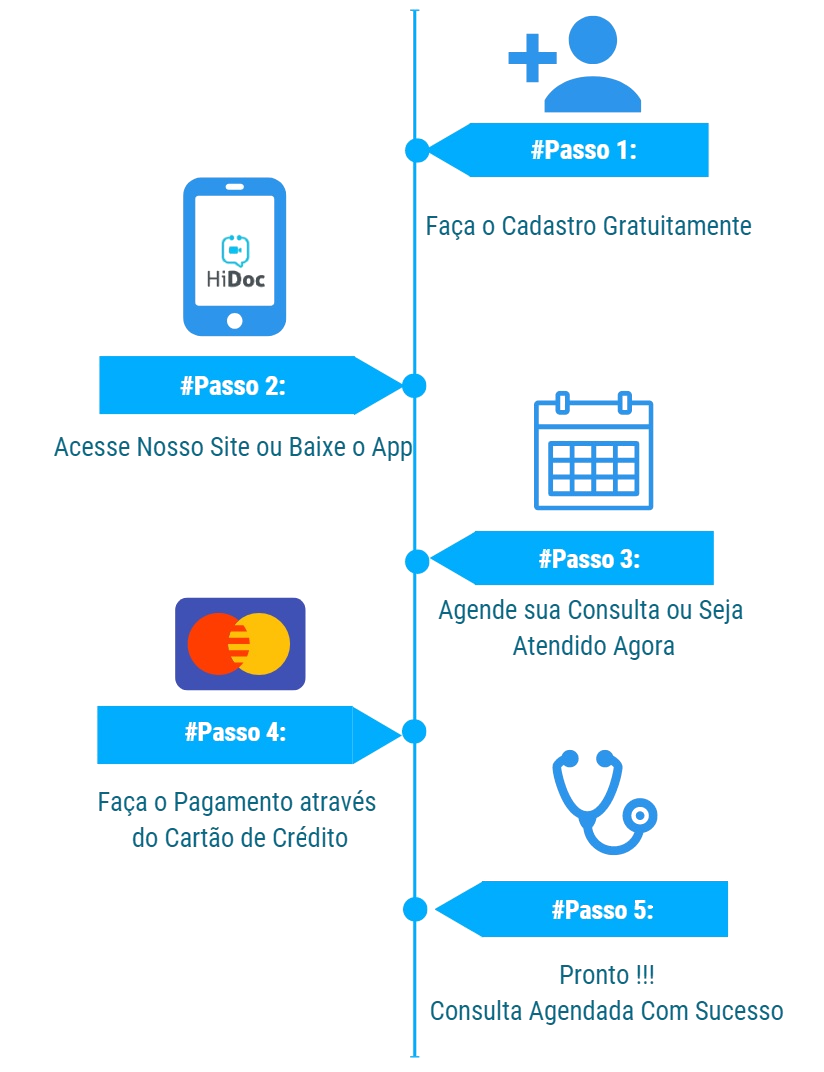 #Passo 1:
Faça o Cadastro Gratuitamente
HiDoc
#Passo 2:
Acesse Nosso Site ou Baixe o App
#Passo 3:
Agende sua Consulta ou Seja
Atendido Agora
#Passo 4:
Faça o Pagamento através
do Cartão de Crédito
#Passo 5:
Pronto !!!
Consulta Agendada Com Sucesso